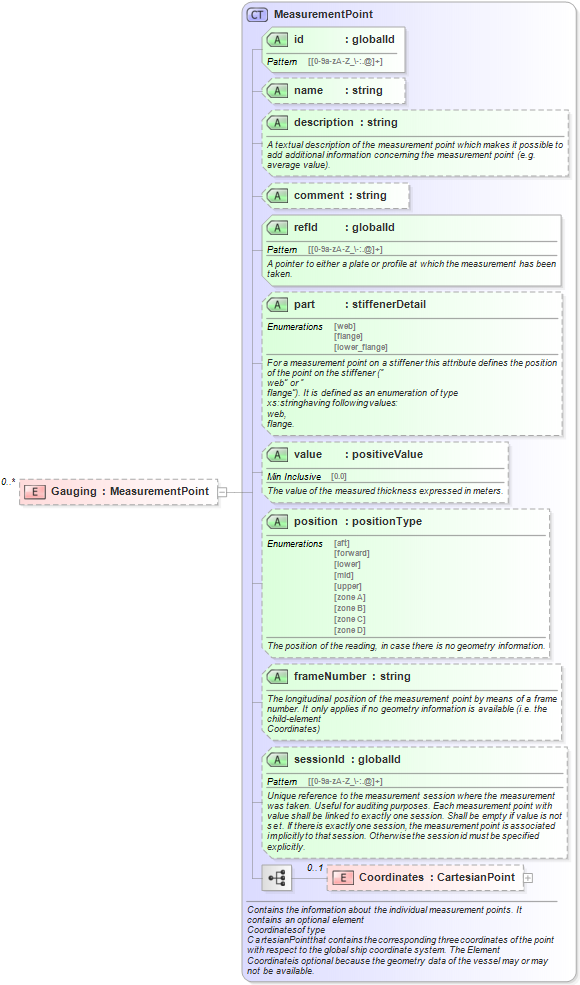 CT MeasurementPoint
A id : globalId
Pattern [[0-9a-zA-Z_\-:.@]+]
A name : string
A description : string
A textual description of the measurement point which makes it possible to
add additional information concerning the measurement point (e.g.
average value).
A comment : string
A refId : globalId
Pattern [[0-9a-zA-Z_\-:.@]+]
A pointer to either a plate or profile at which the measurement has been
taken.
A part : stiffenerDetail
Enumerations [web]
[flange]
[lower_flange]
For a measurement point on a stiffener this attribute defines the position
of the point on the stiffener ("
web" or "
flange"). It is defined as an enumeration of type
xs:stringhaving following values:
web,
flange.
A value : positiveValue
Min Inclusive [0.0]
The value of the measured thickness expressed in meters.
0..*
E Gauging : MeasurementPoint
A position : positionType
Enumerations [aft]
[forward]
[lower]
[mid]
[upper]
[zone A]
[zone B]
[zone C]
[zone D]
The position of the reading, in case there is no geometry information.
A frameNumber : string
The longitudinal position of the measurement point by means of a frame
number. It only applies if no geometry information is available (i.e. the
child-element
Coordinates)
A sessionId : globalId
Pattern [[0-9a-zA-Z_\-:.@]+]
Unique reference to the measurement session where the measurement
was taken. Useful for auditing purposes. Each measurement point with
value shall be linked to exactly one session. Shall be empty if value is not
set. If there is exactly one session, the measurement point is associated
implicitly to that session. Otherwise the session id must be specified
explicitly.
0..1
E Coordinates : CartesianPoint
Contains the information about the individual measurement points. It
contains an optional element
Coordinatesof type
CartesianPointthat contains the corresponding three coordinates of the point
with respect to the global ship coordinate system. The Element
Coordinateis optional because the geometry data of the vessel may or may
not be available.